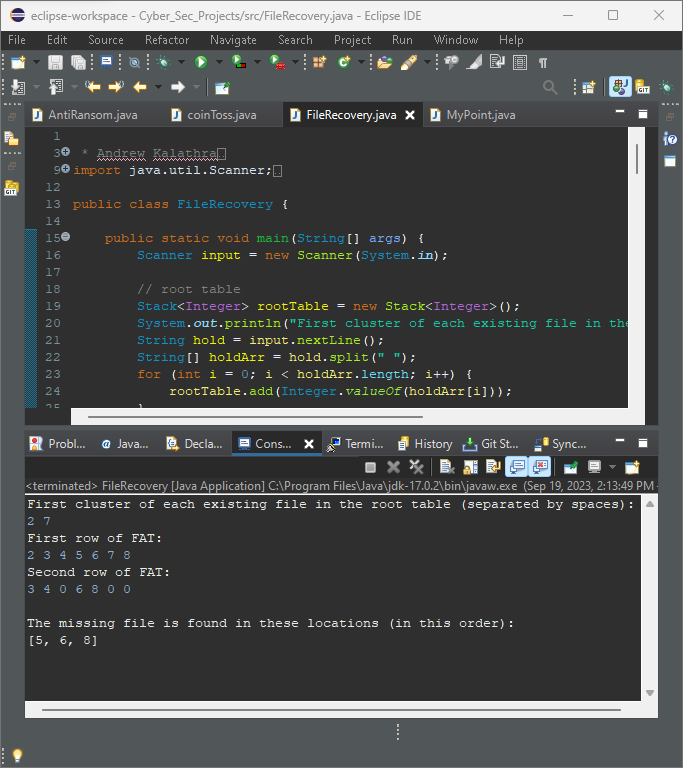 eclipse-workspace - Cyber_Sec_Projects/src/FileRecovery.java - Eclipse IDE
File Edit Source Refactor Navigate Search Project Run Window Help
AntiRansom.java coinToss.java FileRecovery.java MyPoint.java
1
3 * Andrew Kalathra
9 import java.util.Scanner;
12
13 public class FileRecovery {
14
15 public static void main(String[] args) {
16 Scanner input = new Scanner(System.in);
17
18 // root table
19 Stack<Integer> rootTable = new Stack<Integer>();
20 System.out.println("First cluster of each existing file in the
21 String hold = input.nextLine();
22 String[] holdArr = hold.split(" ");
23 for (int i = 0; i < holdArr.length; i++) {
24 rootTable.add(Integer.valueOf(holdArr[i]));
25 }
Probl... Java... Decla... Cons... Termi... History Git St... Sync...
<terminated> FileRecovery [Java Application] C:\Program Files\Java\jdk-17.0.2\bin\javaw.exe (Sep 19, 2023, 2:13:49 PM -
First cluster of each existing file in the root table (separated by spaces):
2 7
First row of FAT:
2 3 4 5 6 7 8
Second row of FAT:
3 4 0 6 8 0 0
The missing file is found in these locations (in this order):
[5, 6, 8]